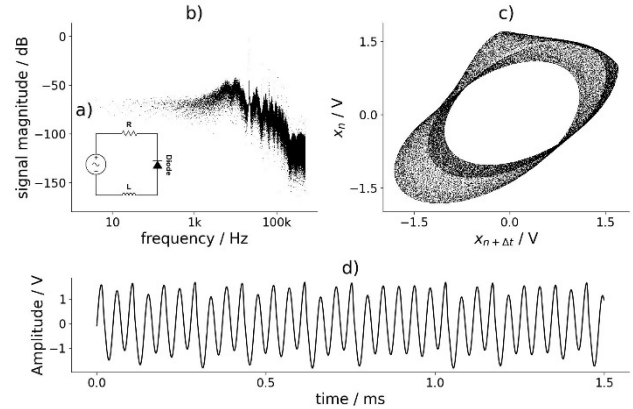 b)
signal magnitude / dB
0
−50
−100
−150
10
1k
100k
frequency / Hz
a)
R
Diode
L
c)
x_n / V
1.5
0.0
−1.5
−1.5
0.0
1.5
x_{n + Δt} / V
d)
Amplitude / V
1
0
−1
0.0
0.5
1.0
1.5
time / ms